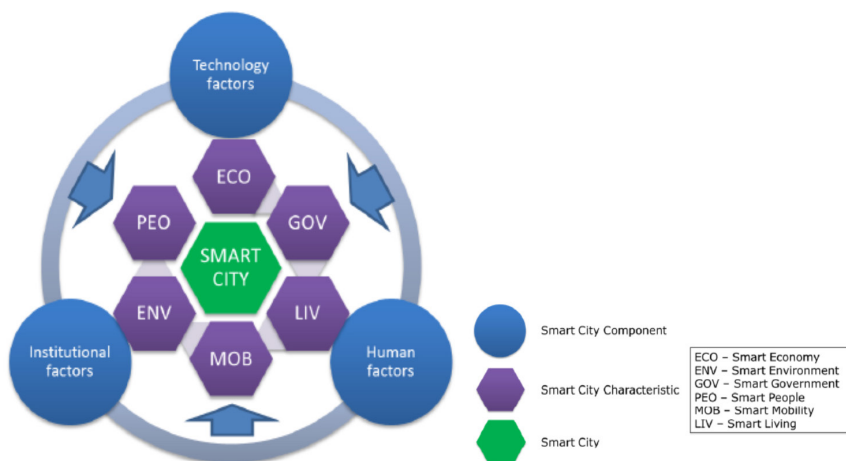 Technology
factors
ECO
PEO
GOV
SMART
CITY
ENV
LIV
MOB
Institutional
factors
Human
factors
Smart City Component
Smart City Characteristic
Smart City
ECO – Smart Economy
ENV – Smart Environment
GOV – Smart Government
PEO – Smart People
MOB – Smart Mobility
LIV – Smart Living